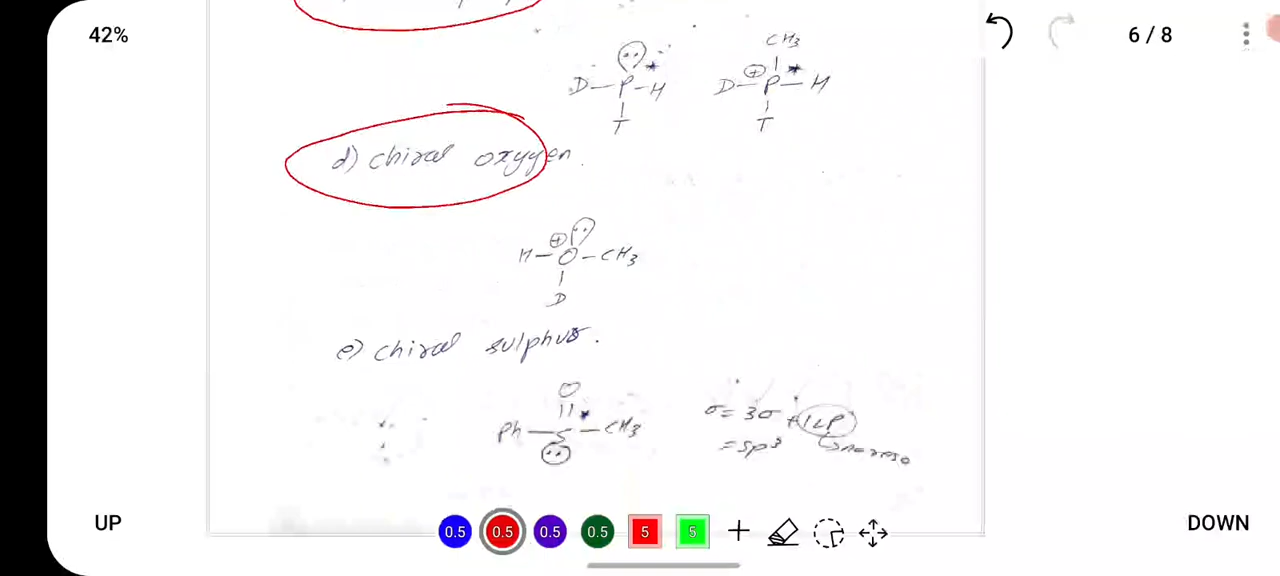 42%
6 / 8
CH3
D-P-H
D-P-H
T
T
d) chiral oxygen.
H-O-CH3
D
e) chiral sulphur.
O
Ph-S-CH3
σ= 3σ +1LP
=sp3
UP
DOWN
0.5 0.5 0.5 0.5 5 5